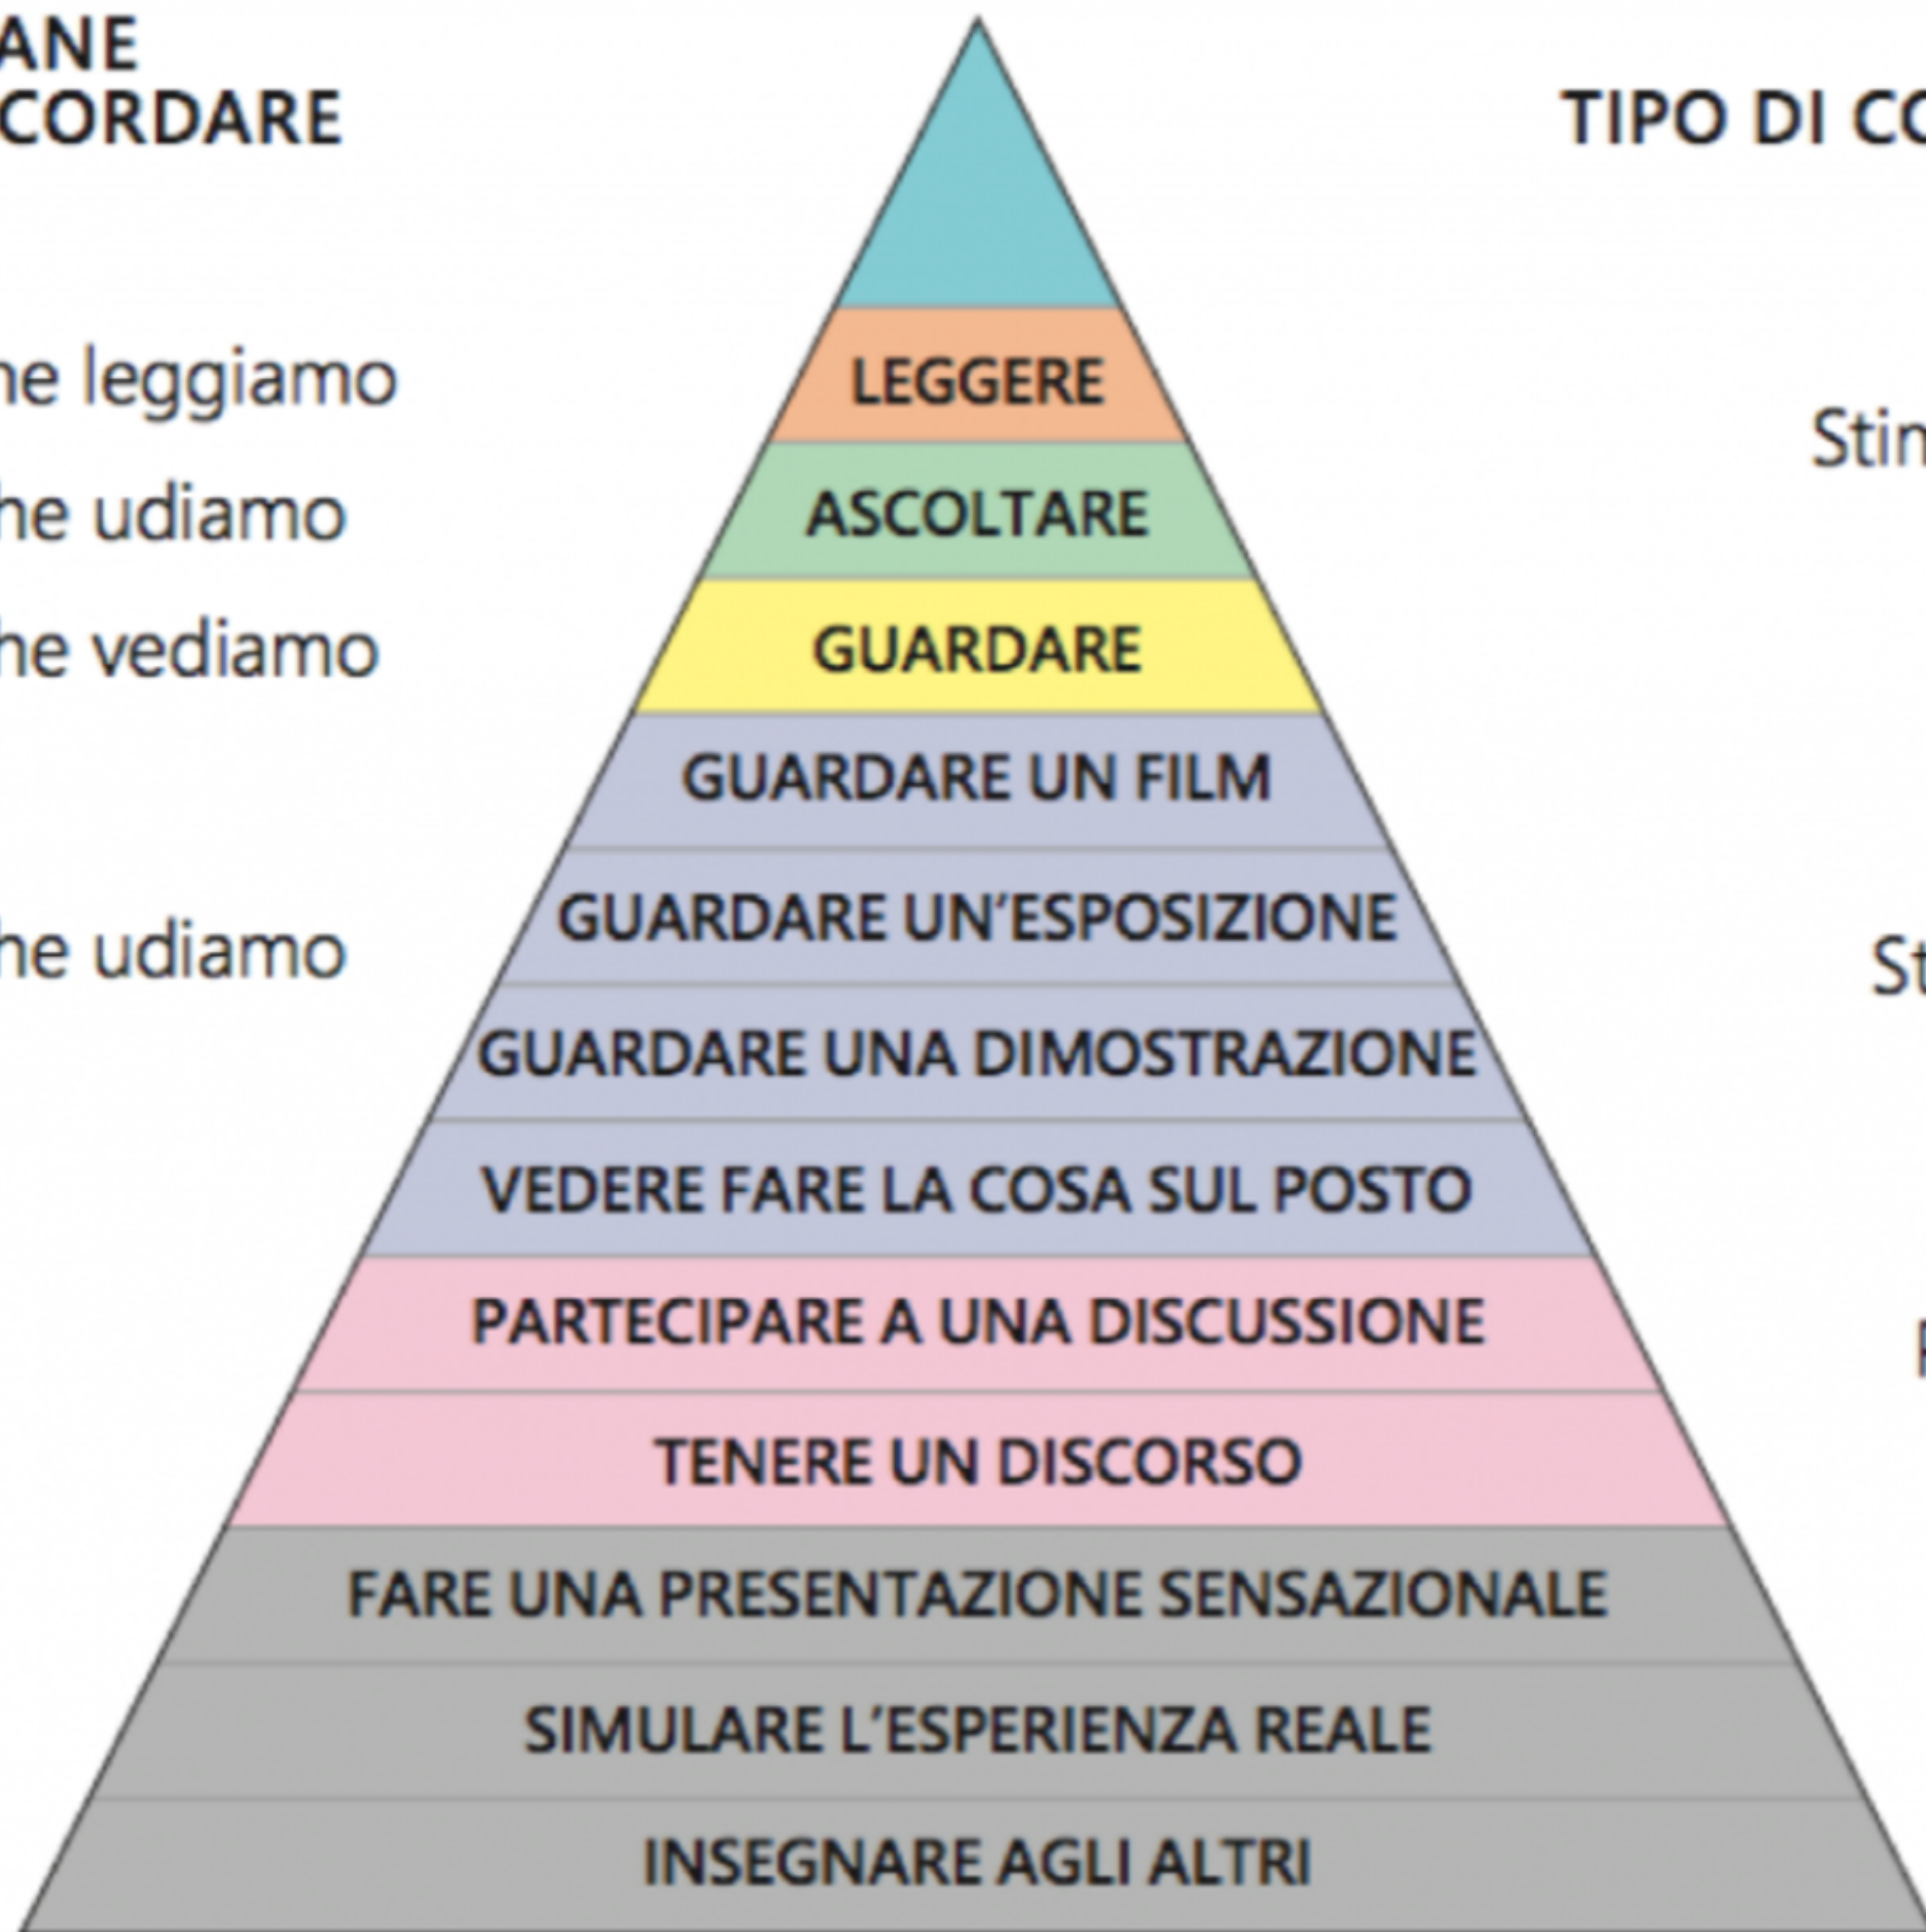 ANE
CORDARE
TIPO DI CO
he leggiamo
LEGGERE
Stim
he udiamo
ASCOLTARE
he vediamo
GUARDARE
GUARDARE UN FILM
GUARDARE UN'ESPOSIZIONE
he udiamo
St
GUARDARE UNA DIMOSTRAZIONE
VEDERE FARE LA COSA SUL POSTO
PARTECIPARE A UNA DISCUSSIONE
TENERE UN DISCORSO
FARE UNA PRESENTAZIONE SENSAZIONALE
SIMULARE L'ESPERIENZA REALE
INSEGNARE AGLI ALTRI